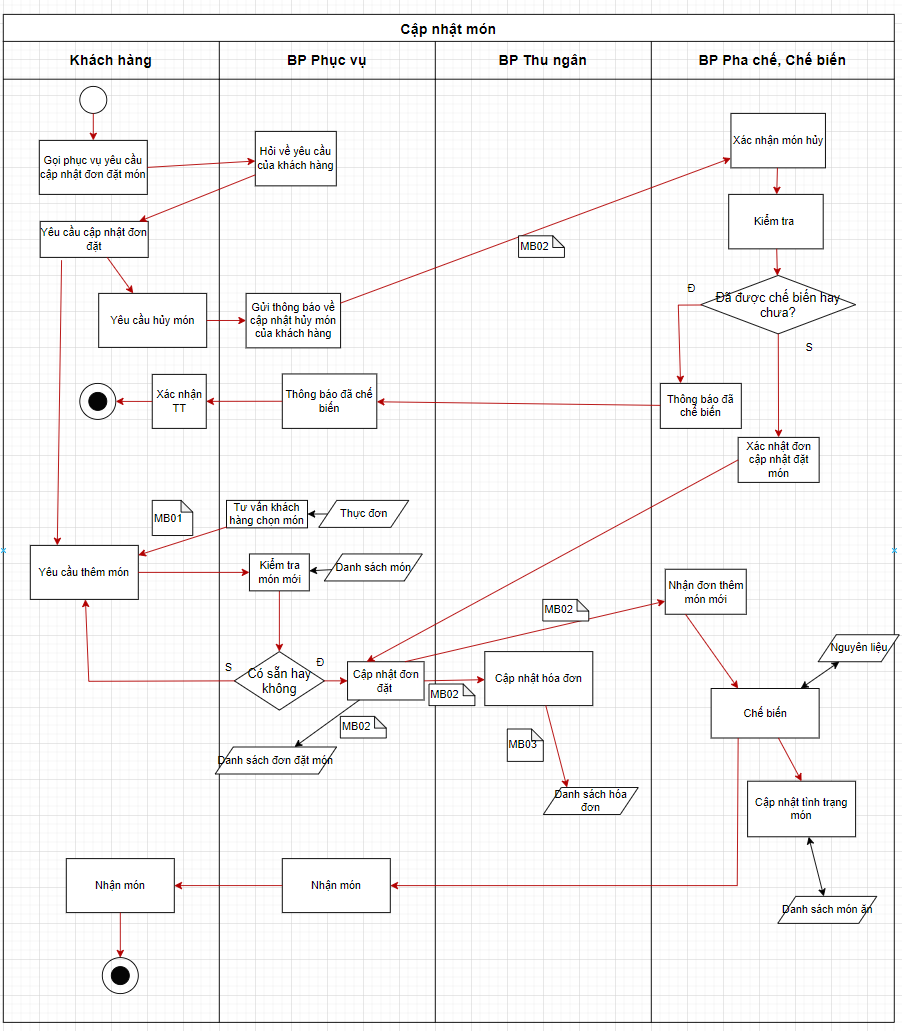 Cập nhật món
Khách hàng
BP Phục vụ
BP Thu ngân
BP Pha chế, Chế biến
Gọi phục vụ yêu cầu
cập nhật đơn đặt món
Hỏi về yêu cầu
của khách hàng
Xác nhận món hủy
Kiểm tra
Yêu cầu cập nhật đơn
đặt
MB02
Yêu cầu hủy món
Gửi thông báo về
cập nhật hủy món
của khách hàng
Đ
Đã được chế biến hay
chưa?
S
Xác nhận
TT
Thông báo đã chế
biến
Thông báo đã
chế biến
Xác nhật đơn
cập nhật đặt
món
MB01
Tư vấn khách
hàng chọn món
Thực đơn
Yêu cầu thêm món
Kiểm tra
món mới
Danh sách món
Nhận đơn thêm
món mới
MB02
Nguyên liệu
S
Có sẵn hay
không
Đ
Cập nhật đơn
đặt
MB02
Cập nhật hóa đơn
Chế biến
MB02
MB03
Danh sách đơn đặt món
Danh sách hóa
đơn
Cập nhật tình trạng
món
Nhận món
Nhận món
Danh sách món ăn